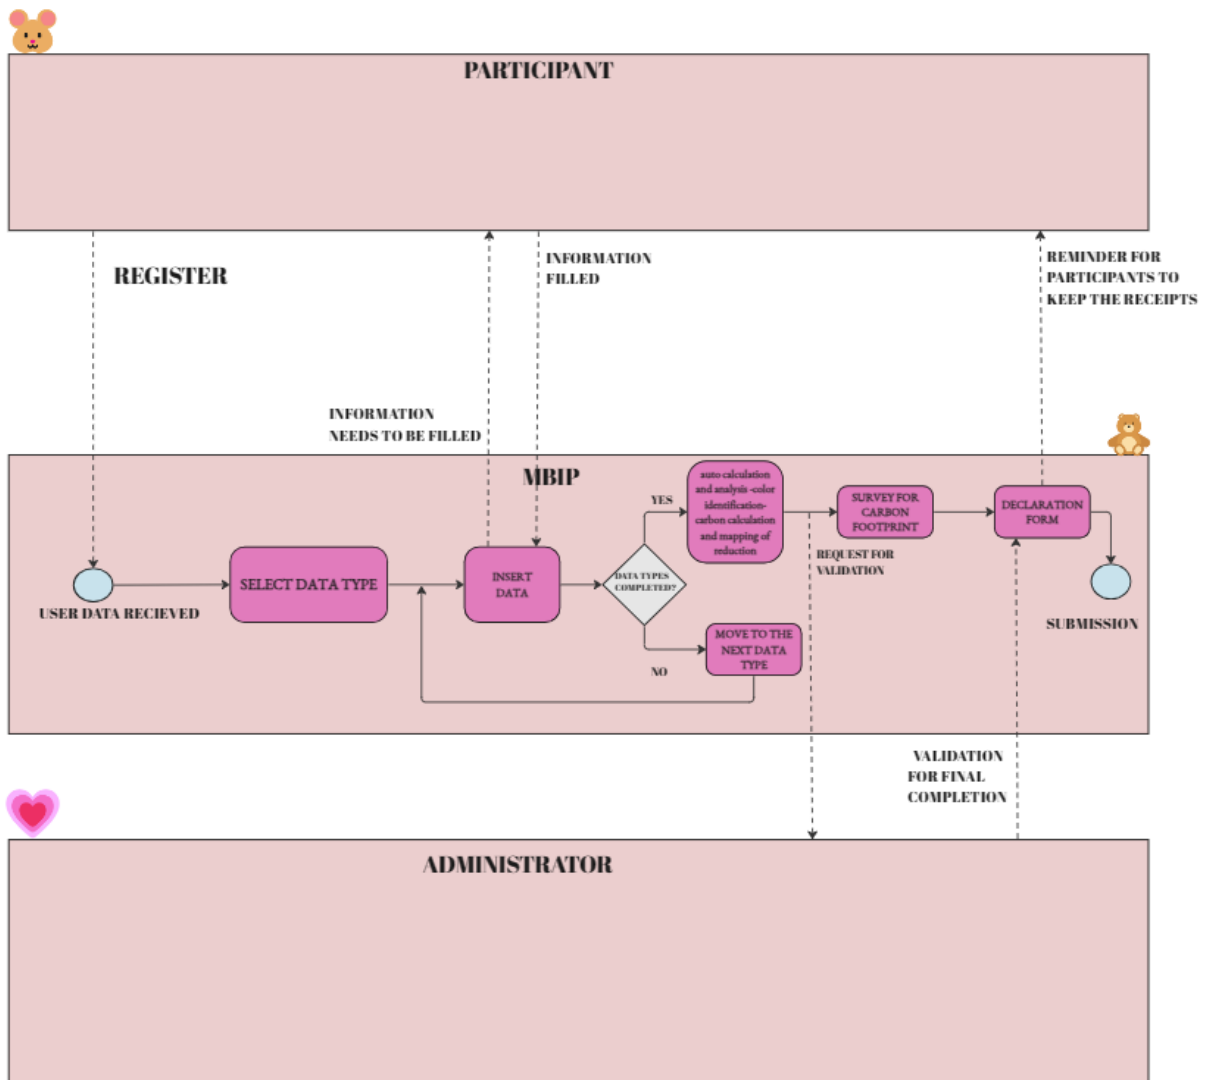 PARTICIPANT
REGISTER
INFORMATION
FILLED
REMINDER FOR
PARTICIPANTS TO
KEEP THE RECEIPTS
INFORMATION
NEEDS TO BE FILLED
MBIP
USER DATA RECIEVED
SELECT DATA TYPE
INSERT
DATA
DATA TYPES
COMPLETED?
YES
auto calculation
and analysis -color
identification-
carbon calculation
and mapping of
reduction
NO
MOVE TO THE
NEXT DATA
TYPE
REQUEST FOR
VALIDATION
SURVEY FOR
CARBON
FOOTPRINT
DECLARATION
FORM
SUBMISSION
VALIDATION
FOR FINAL
COMPLETION
ADMINISTRATOR